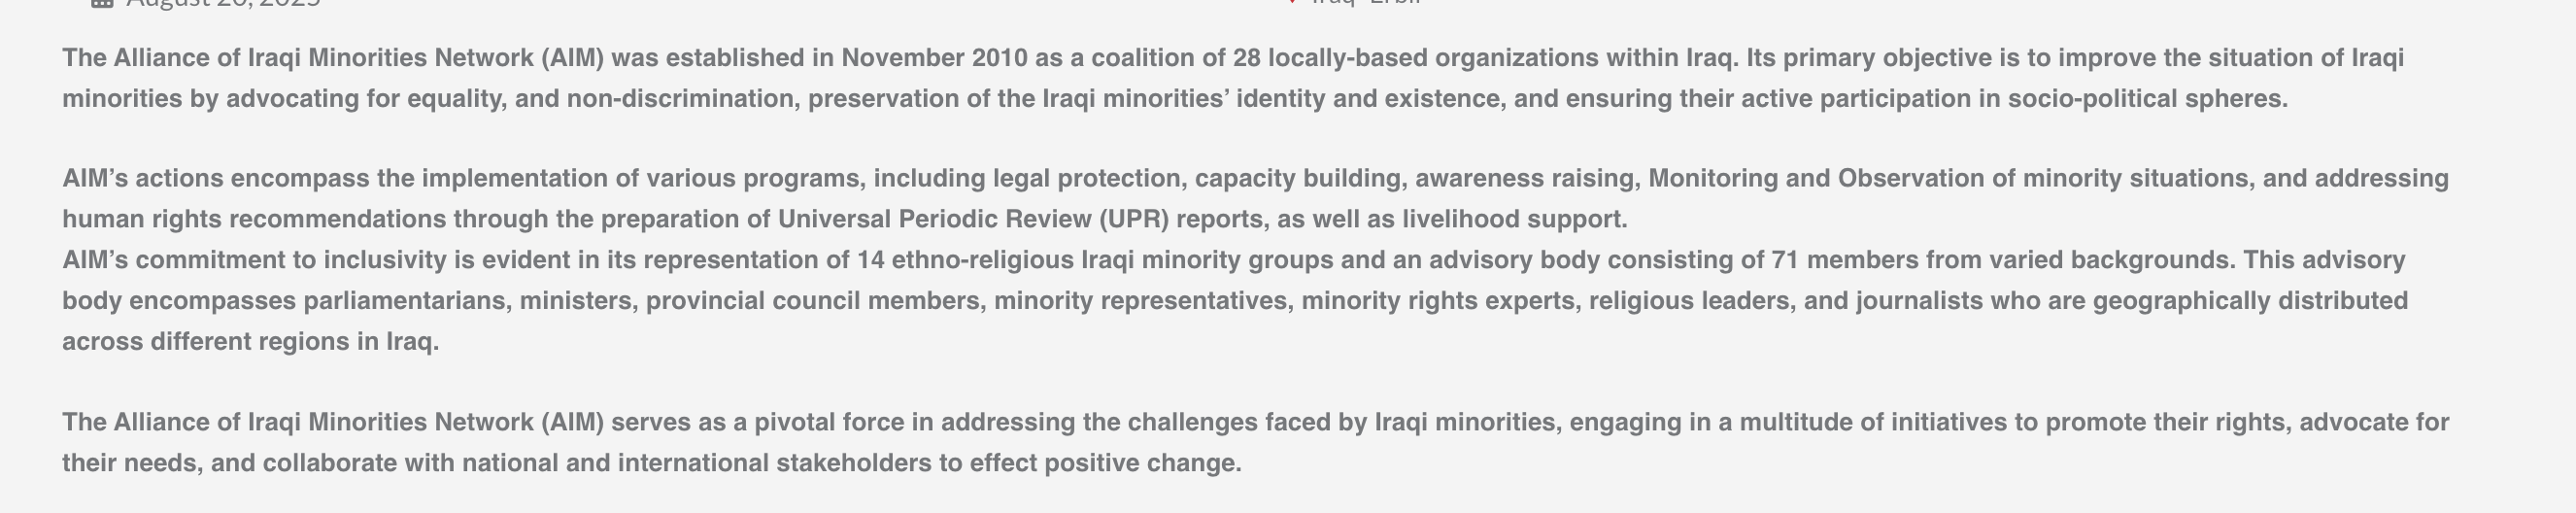 The Alliance of Iraqi Minorities Network (AIM) was established in November 2010 as a coalition of 28 locally-based organizations within Iraq. Its primary objective is to improve the situation of Iraqi
minorities by advocating for equality, and non-discrimination, preservation of the Iraqi minorities’ identity and existence, and ensuring their active participation in socio-political spheres.
AIM’s actions encompass the implementation of various programs, including legal protection, capacity building, awareness raising, Monitoring and Observation of minority situations, and addressing
human rights recommendations through the preparation of Universal Periodic Review (UPR) reports, as well as livelihood support.
AIM’s commitment to inclusivity is evident in its representation of 14 ethno-religious Iraqi minority groups and an advisory body consisting of 71 members from varied backgrounds. This advisory
body encompasses parliamentarians, ministers, provincial council members, minority representatives, minority rights experts, religious leaders, and journalists who are geographically distributed
across different regions in Iraq.
The Alliance of Iraqi Minorities Network (AIM) serves as a pivotal force in addressing the challenges faced by Iraqi minorities, engaging in a multitude of initiatives to promote their rights, advocate for
their needs, and collaborate with national and international stakeholders to effect positive change.